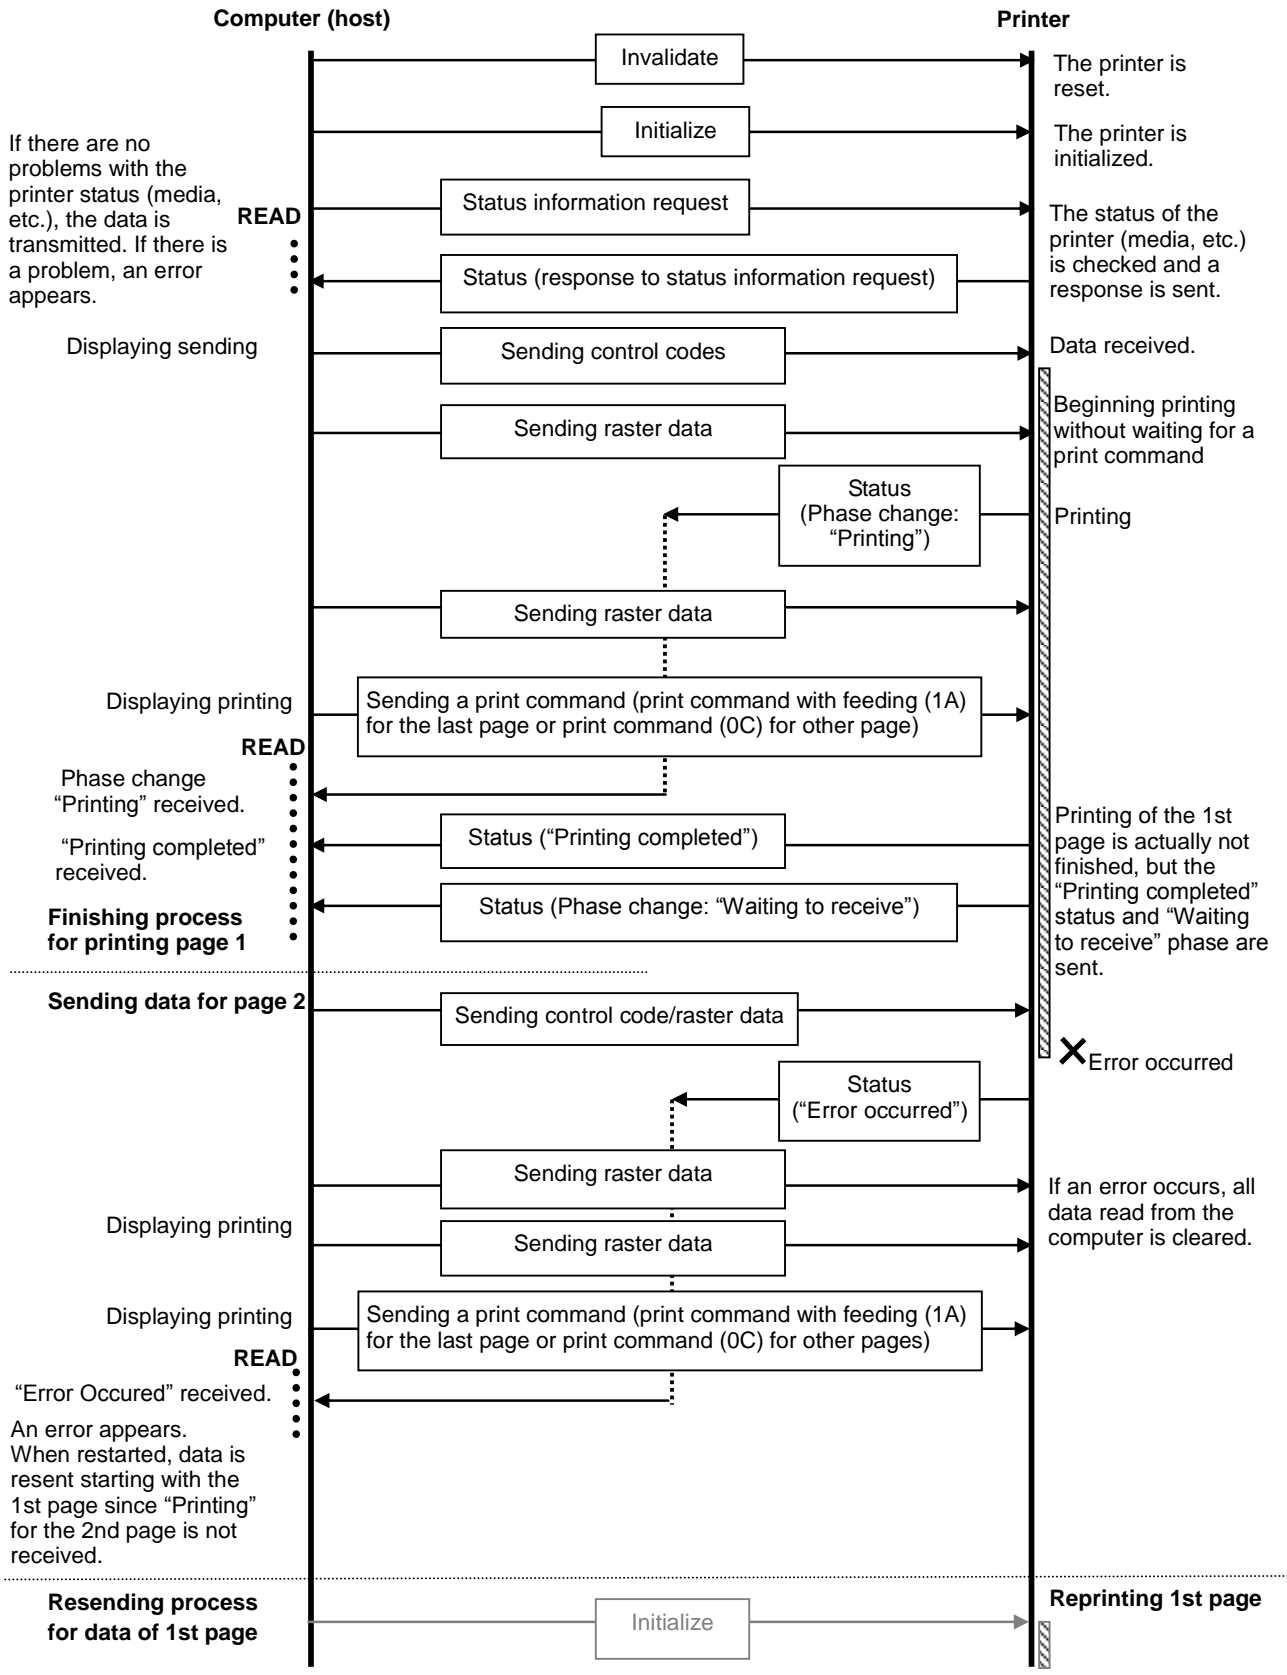 Computer (host)
Printer
Invalidate
The printer is
reset.
Initialize
The printer is
initialized.
If there are no
problems with the
printer status (media,
etc.), the data is
transmitted. If there is
a problem, an error
appears.
READ
Status information request
The status of the
printer (media, etc.)
is checked and a
response is sent.
Status (response to status information request)
Displaying sending
Sending control codes
Data received.
Beginning printing
without waiting for a
print command
Sending raster data
Status
(Phase change:
“Printing”)
Printing
Sending raster data
Displaying printing
Sending a print command (print command with feeding (1A)
for the last page or print command (0C) for other page)
READ
Phase change
“Printing” received.
“Printing completed”
received.
Status (“Printing completed”)
Printing of the 1st
page is actually not
finished, but the
“Printing completed”
status and “Waiting
to receive” phase are
sent.
Status (Phase change: “Waiting to receive”)
Finishing process
for printing page 1
Sending data for page 2
Sending control code/raster data
Error occurred
Status
(“Error occurred”)
Sending raster data
If an error occurs, all
data read from the
computer is cleared.
Displaying printing
Sending raster data
Displaying printing
Sending a print command (print command with feeding (1A)
for the last page or print command (0C) for other pages)
READ
“Error Occured” received.
An error appears.
When restarted, data is
resent starting with the
1st page since “Printing”
for the 2nd page is not
received.
Resending process
for data of 1st page
Initialize
Reprinting 1st page